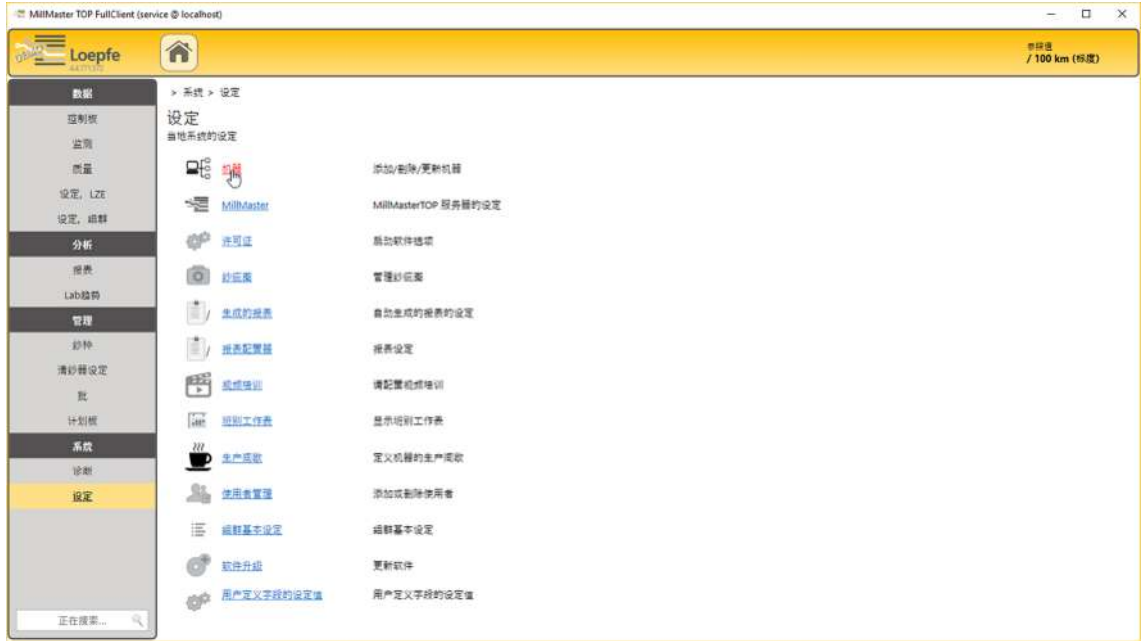 MillMaster TOP FullClient (service @ localhost)
DEMO Loepfe
参考值
/ 100 km (标度)
数据
控制板
监测
质量
设定, LZE
设定, 组群
分析
报表
Lab趋势
管理
纱种
清纱器设定
批
计划板
系统
诊断
设定
正在搜索...
> 系统 > 设定
设定
当地系统的设定
机器 添加/删除/更新机器
MillMaster MillMasterTOP 服务器的设定
许可证 启动软件选项
纱疵图 管理纱疵图
生成的报表 自动生成的报表的设定
报表配置器 报表设定
视频培训 请配置视频培训
班别工作表 显示班别工作表
生产间歇 定义机器的生产间歇
使用者管理 添加或删除使用者
组群基本设定 组群基本设定
软件升级 更新软件
用户定义字段的设定值 用户定义字段的设定值